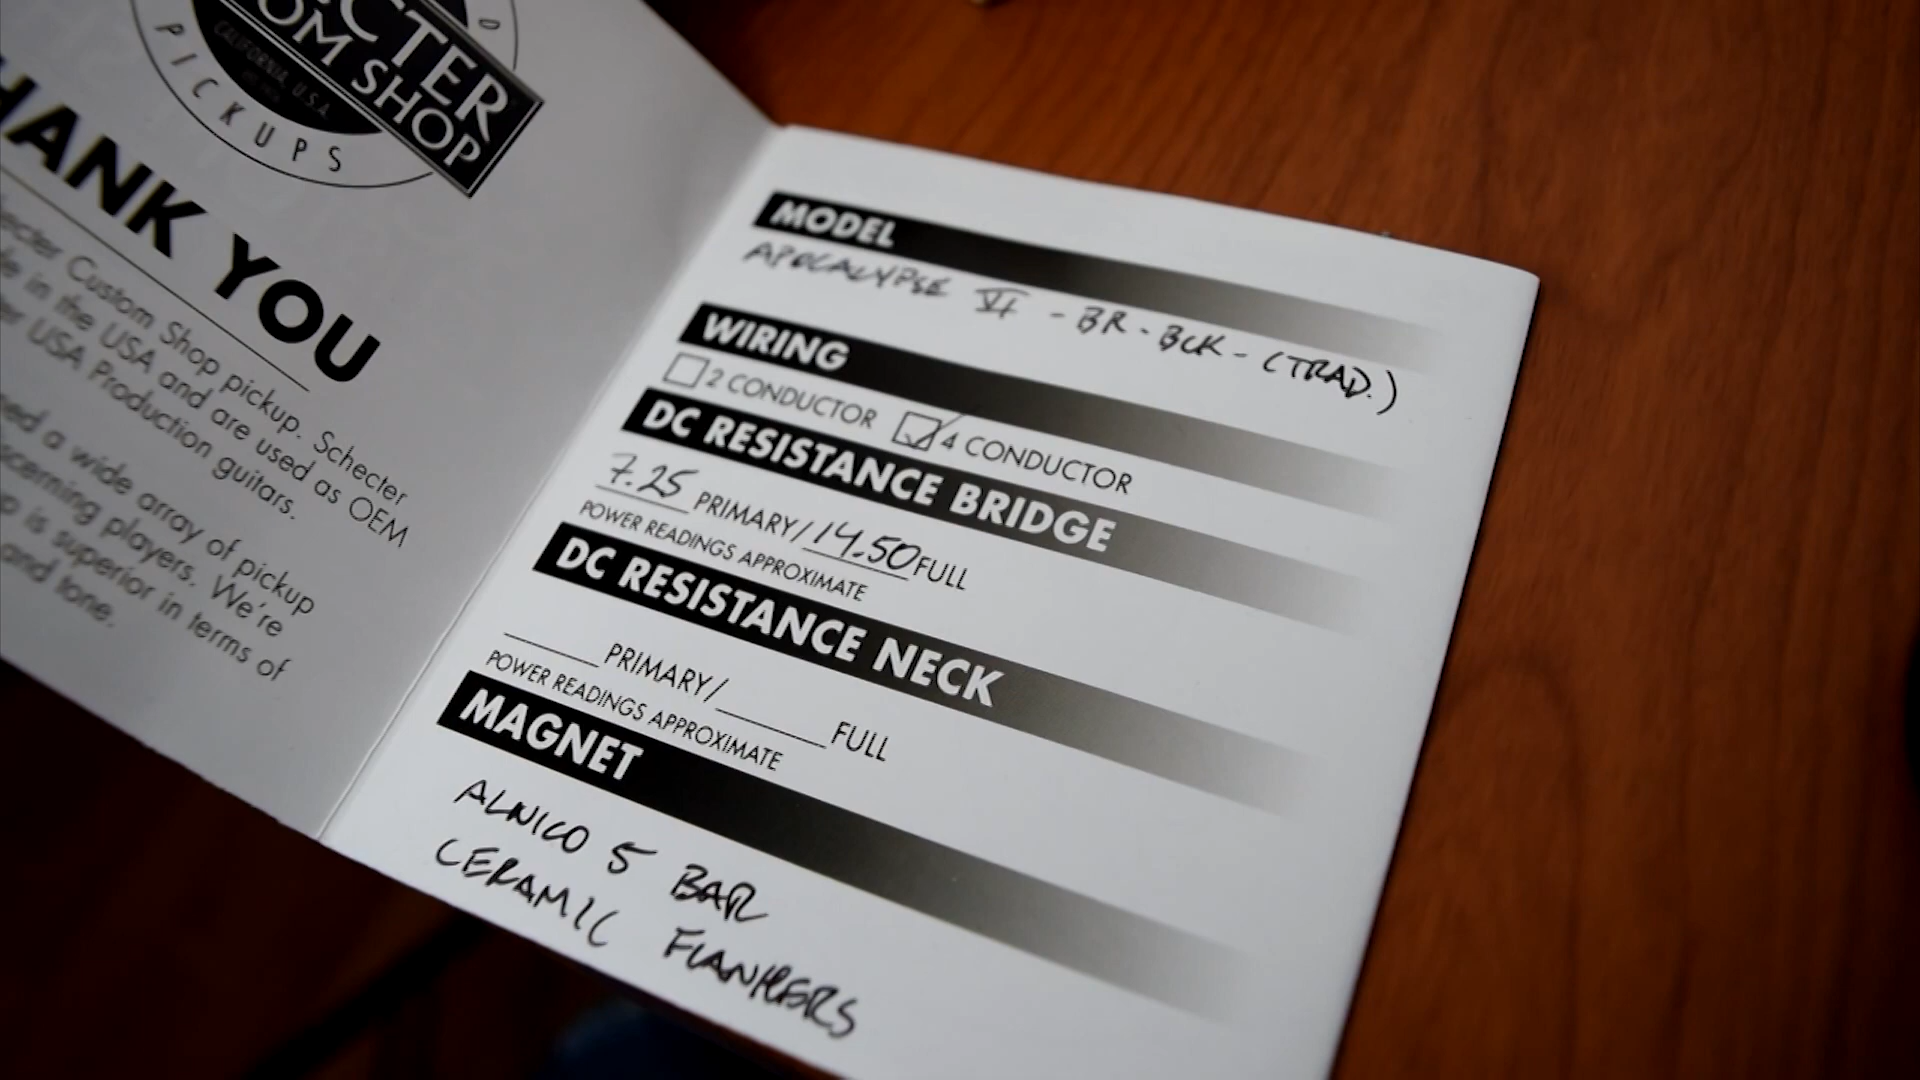 CTER
OM SHOP
CALIFORNIA, U.S.A.
PICKUPS
HANK YOU
ecter Custom Shop pickup. Schecter
in the USA and are used as OEM
USA Production guitars.
ed a wide array of pickup
scerning players. We're
is superior in terms of
and tone.
MODEL
APOCALYPSE VI - BR - BCK - (TRAD.)
WIRING
2 CONDUCTOR 4 CONDUCTOR
DC RESISTANCE BRIDGE
7.25 PRIMARY/14.50 FULL
POWER READINGS APPROXIMATE
DC RESISTANCE NECK
PRIMARY/ FULL
POWER READINGS APPROXIMATE
MAGNET
ALNICO 5 BAR
CERAMIC FLANKERS